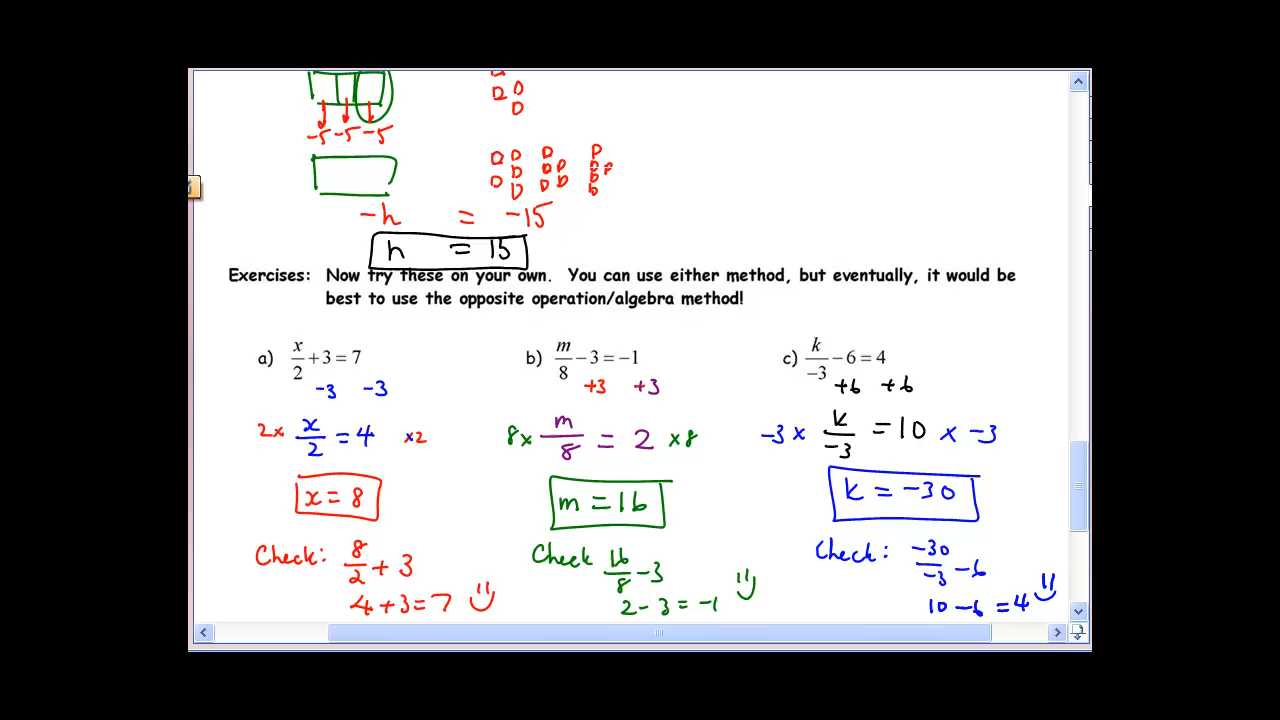 -5 -5 -5
-h = -15
h = 15
Exercises: Now try these on your own. You can use either method, but eventually, it would be
best to use the opposite operation/algebra method!
a) x/2 + 3 = 7
-3 -3
2x x/2 = 4 x2
x = 8
Check: 8/2 + 3
4 + 3 = 7
b) m/8 - 3 = -1
+3 +3
8x m/8 = 2 x8
m = 16
Check 16/8 - 3
2 - 3 = -1
c) k/-3 - 6 = 4
+6 +6
-3 x k/-3 = 10 x -3
k = -30
Check: -30/-3 - 6
10 - 6 = 4